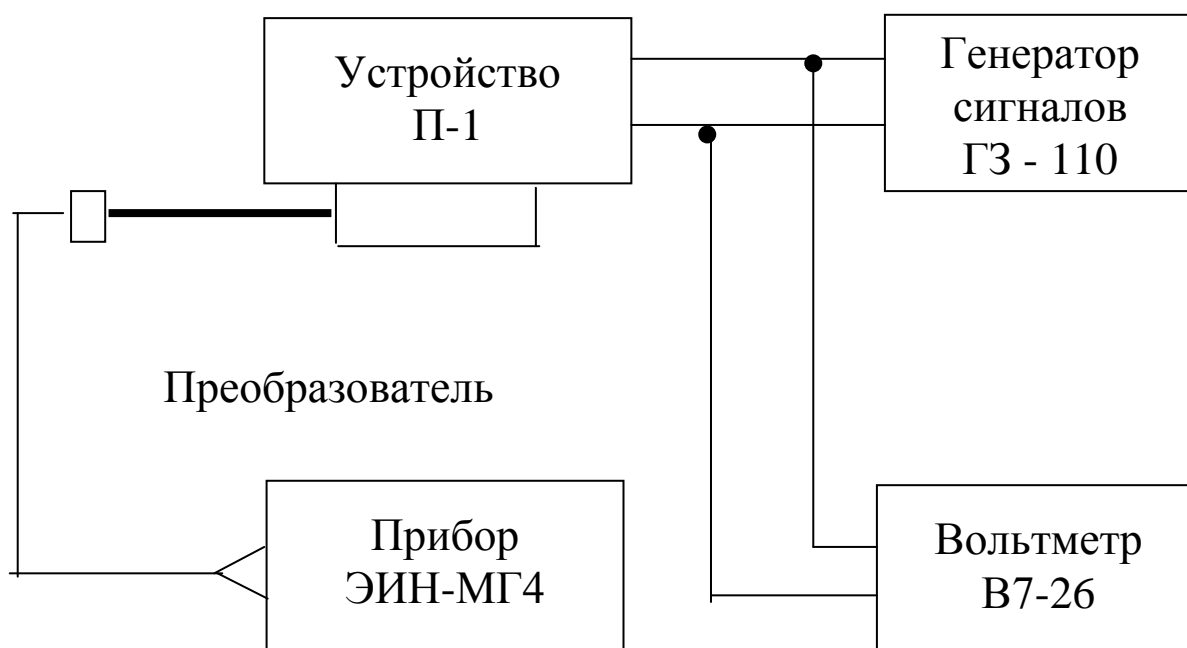 Устройство
П-1
Генератор
сигналов
ГЗ - 110
Преобразователь
Прибор
ЭИН-МГ4
Вольтметр
В7-26